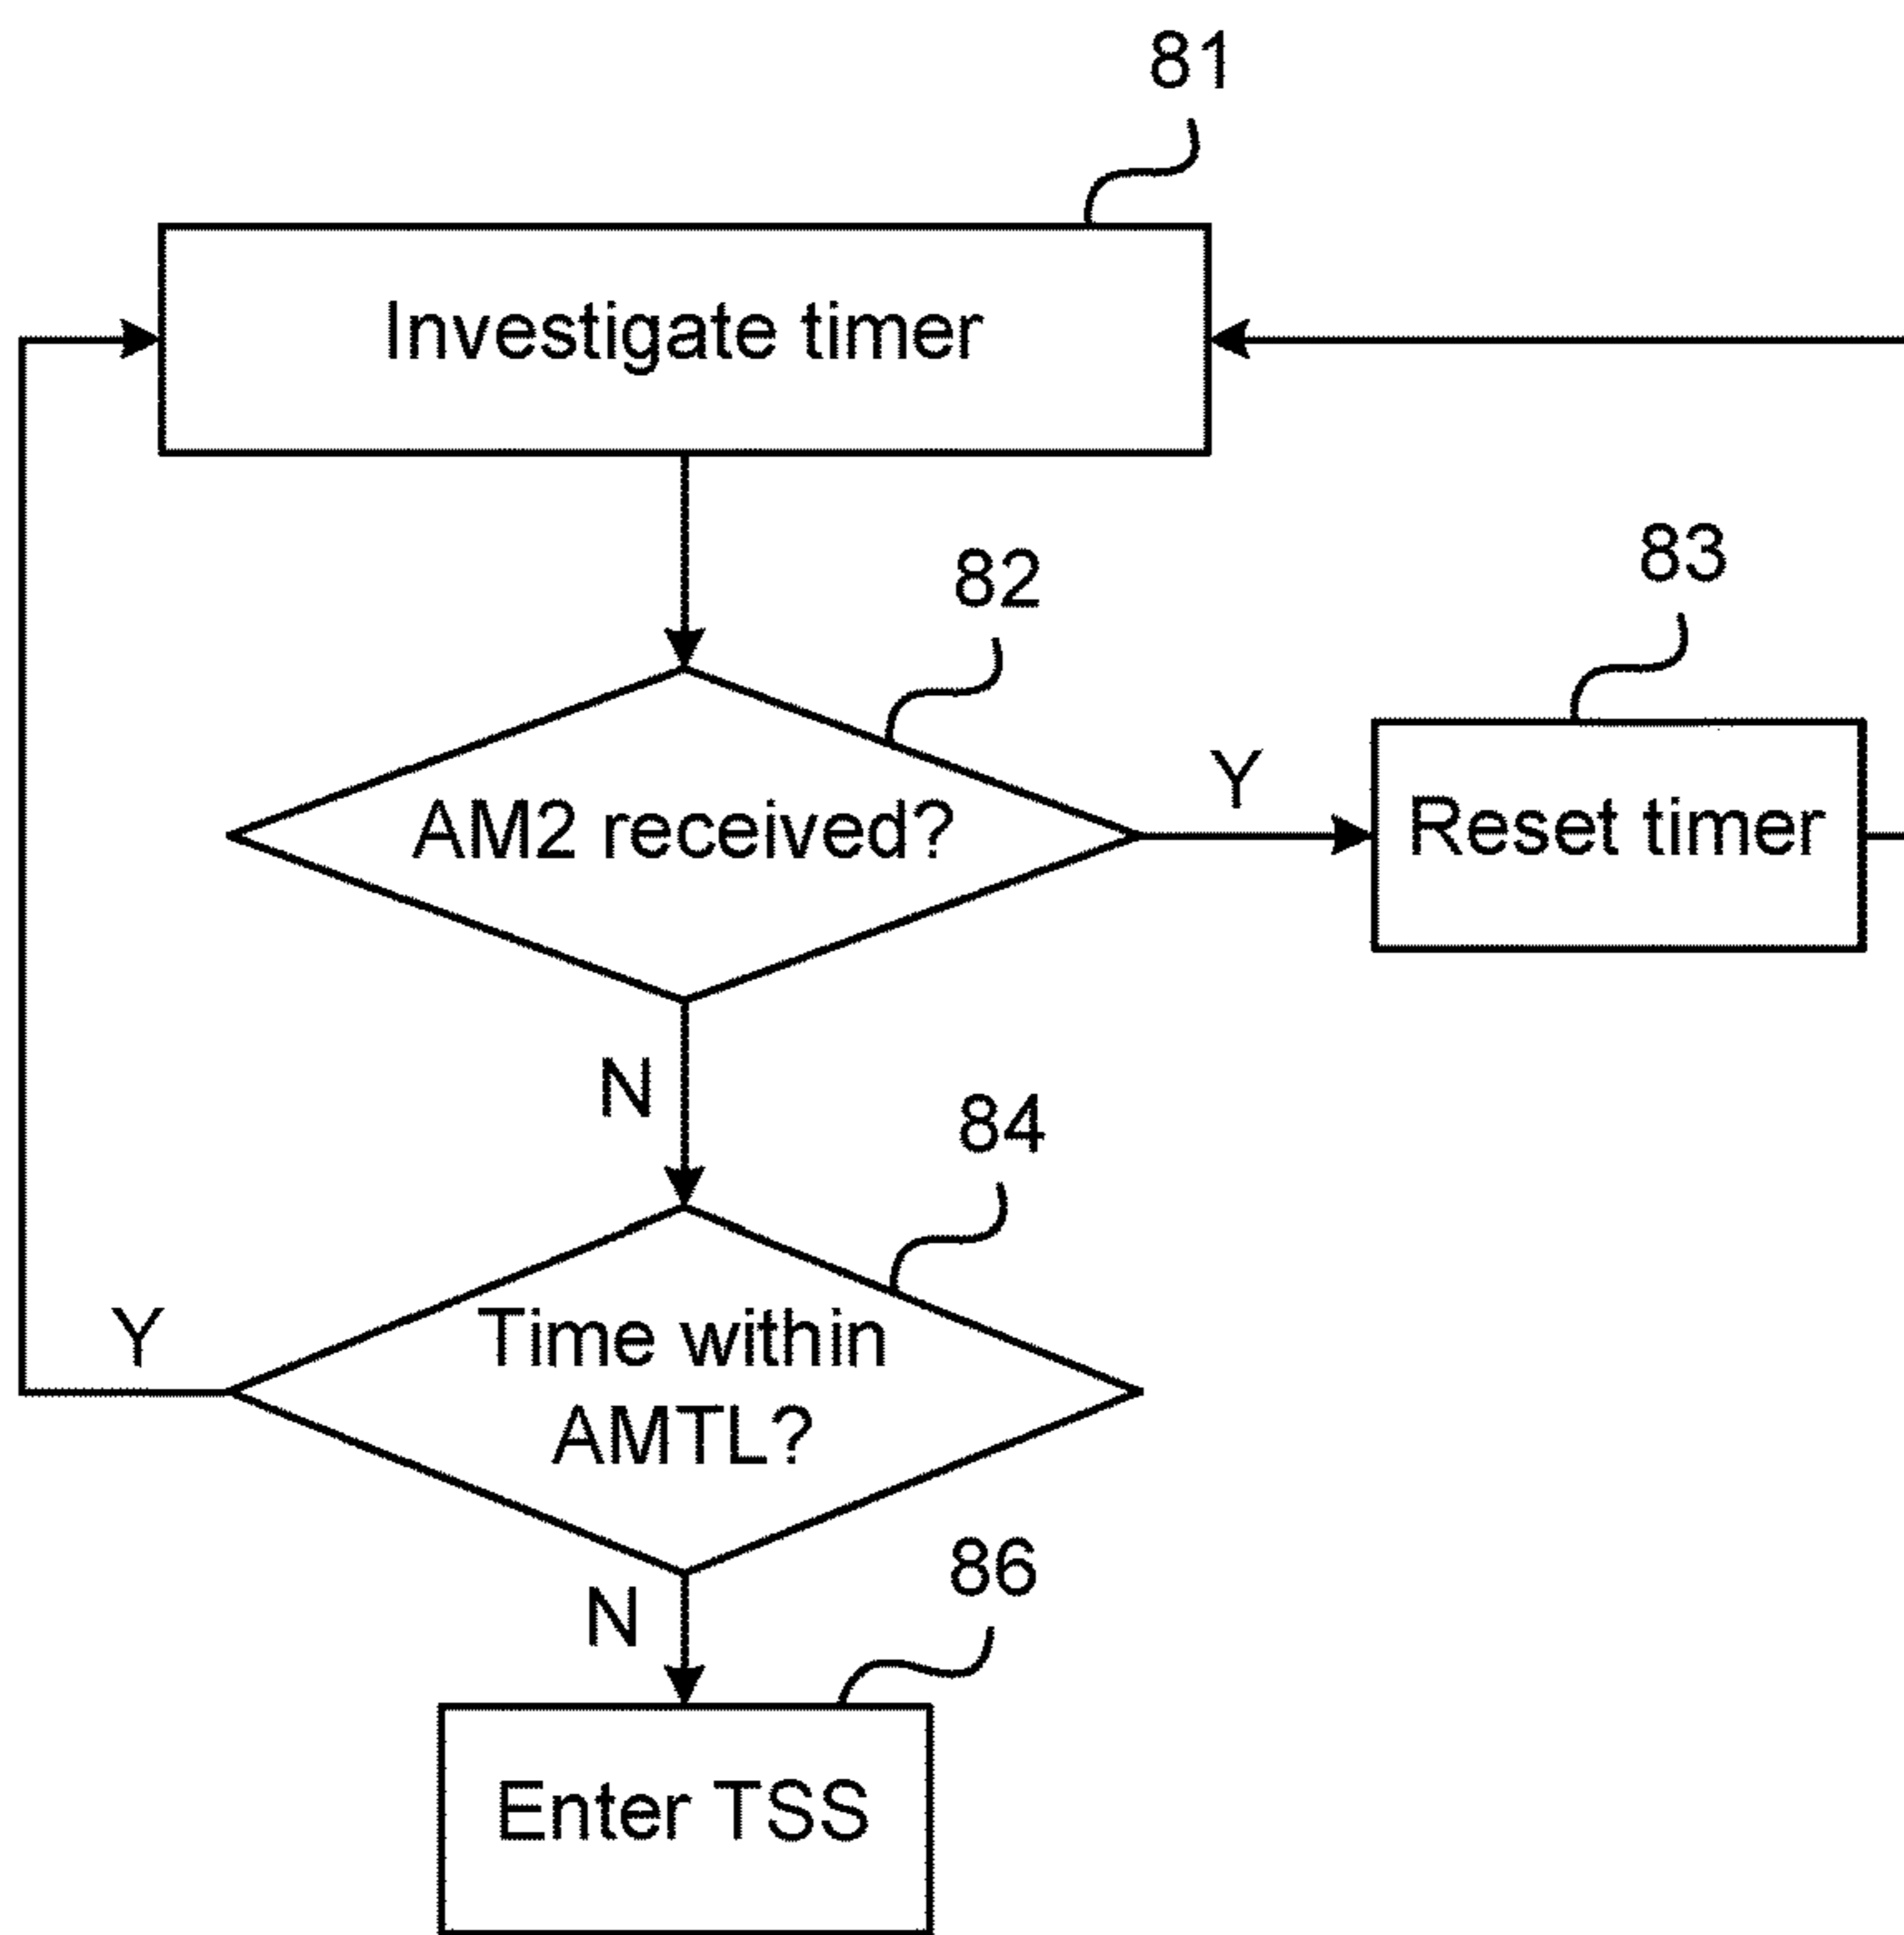 81
Investigate timer
82
83
AM2 received?
Y
Reset timer
N
84
Y
Time within
AMTL?
N
86
Enter TSS